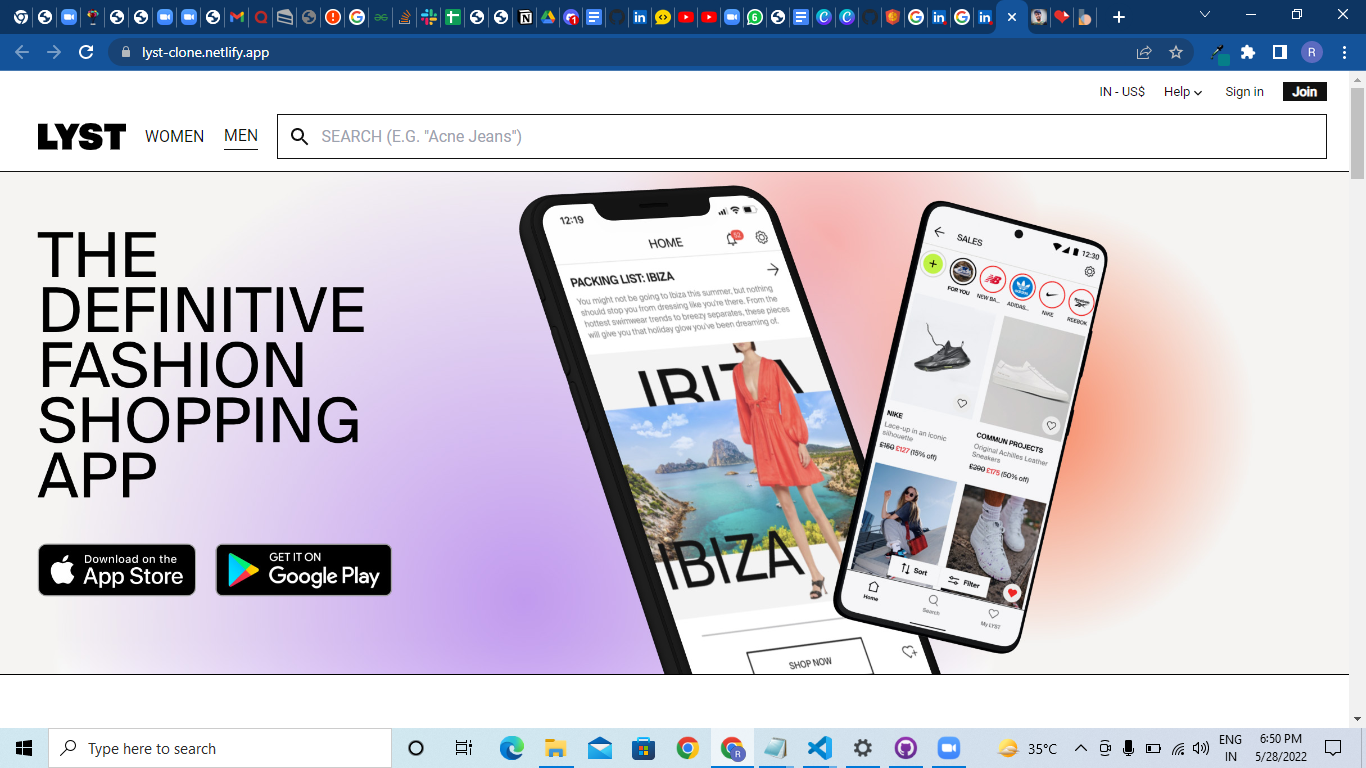 lyst-clone.netlify.app
R
IN - US$ Help Sign in Join
LYST WOMEN MEN SEARCH (E.G. "Acne Jeans")
THE
DEFINITIVE
FASHION
SHOPPING
APP
Download on the
App Store
GET IT ON
Google Play
12:19
HOME
52
PACKING LIST: IBIZA
You might not be going to Ibiza this summer, but nothing
should stop you from dressing like you're there. From the
hottest swimwear trends to breezy separates, these pieces
will give you that holiday glow you've been dreaming of.
IBIZA
IBIZA
SHOP NOW
12:30
SALES
FOR YOU NEW BA... ADIDAS... NIKE REEBOK
NIKE
Lace-up in an iconic
silhouette
£150 £127 (15% off)
COMMUN PROJECTS
Original Achilles Leather
Sneakers
£290 £175 (50% off)
Sort Filter
Home Search My LYST
Type here to search
35°C
ENG
IN
6:50 PM
5/28/2022